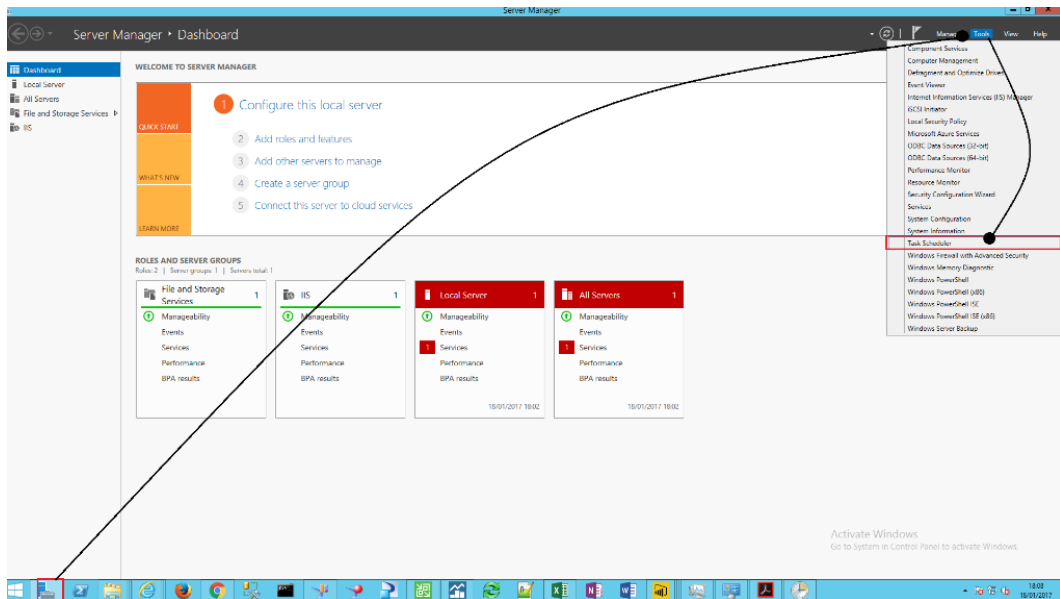 Server Manager
Server Manager • Dashboard
Manage Tools View Help
Dashboard
Local Server
All Servers
File and Storage Services
IIS
WELCOME TO SERVER MANAGER
QUICK START
WHAT'S NEW
LEARN MORE
1 Configure this local server
2 Add roles and features
3 Add other servers to manage
4 Create a server group
5 Connect this server to cloud services
ROLES AND SERVER GROUPS
Roles: 2 | Server groups: 1 | Servers total: 1
File and Storage 1
Services
Manageability
Events
Services
Performance
BPA results
IIS 1
Manageability
Events
Services
Performance
BPA results
Local Server 1
Manageability
Events
1 Services
Performance
BPA results
18/01/2017 18:02
All Servers 1
Manageability
Events
1 Services
Performance
BPA results
18/01/2017 18:02
Component Services
Computer Management
Defragment and Optimize Drives
Event Viewer
Internet Information Services (IIS) Manager
iSCSI Initiator
Local Security Policy
Microsoft Azure Services
ODBC Data Sources (32-bit)
ODBC Data Sources (64-bit)
Performance Monitor
Resource Monitor
Security Configuration Wizard
Services
System Configuration
System Information
Task Scheduler
Windows Firewall with Advanced Security
Windows Memory Diagnostic
Windows PowerShell
Windows PowerShell (x86)
Windows PowerShell ISE
Windows PowerShell ISE (x86)
Windows Server Backup
Activate Windows
Go to System in Control Panel to activate Windows.
18:03
18/01/2017